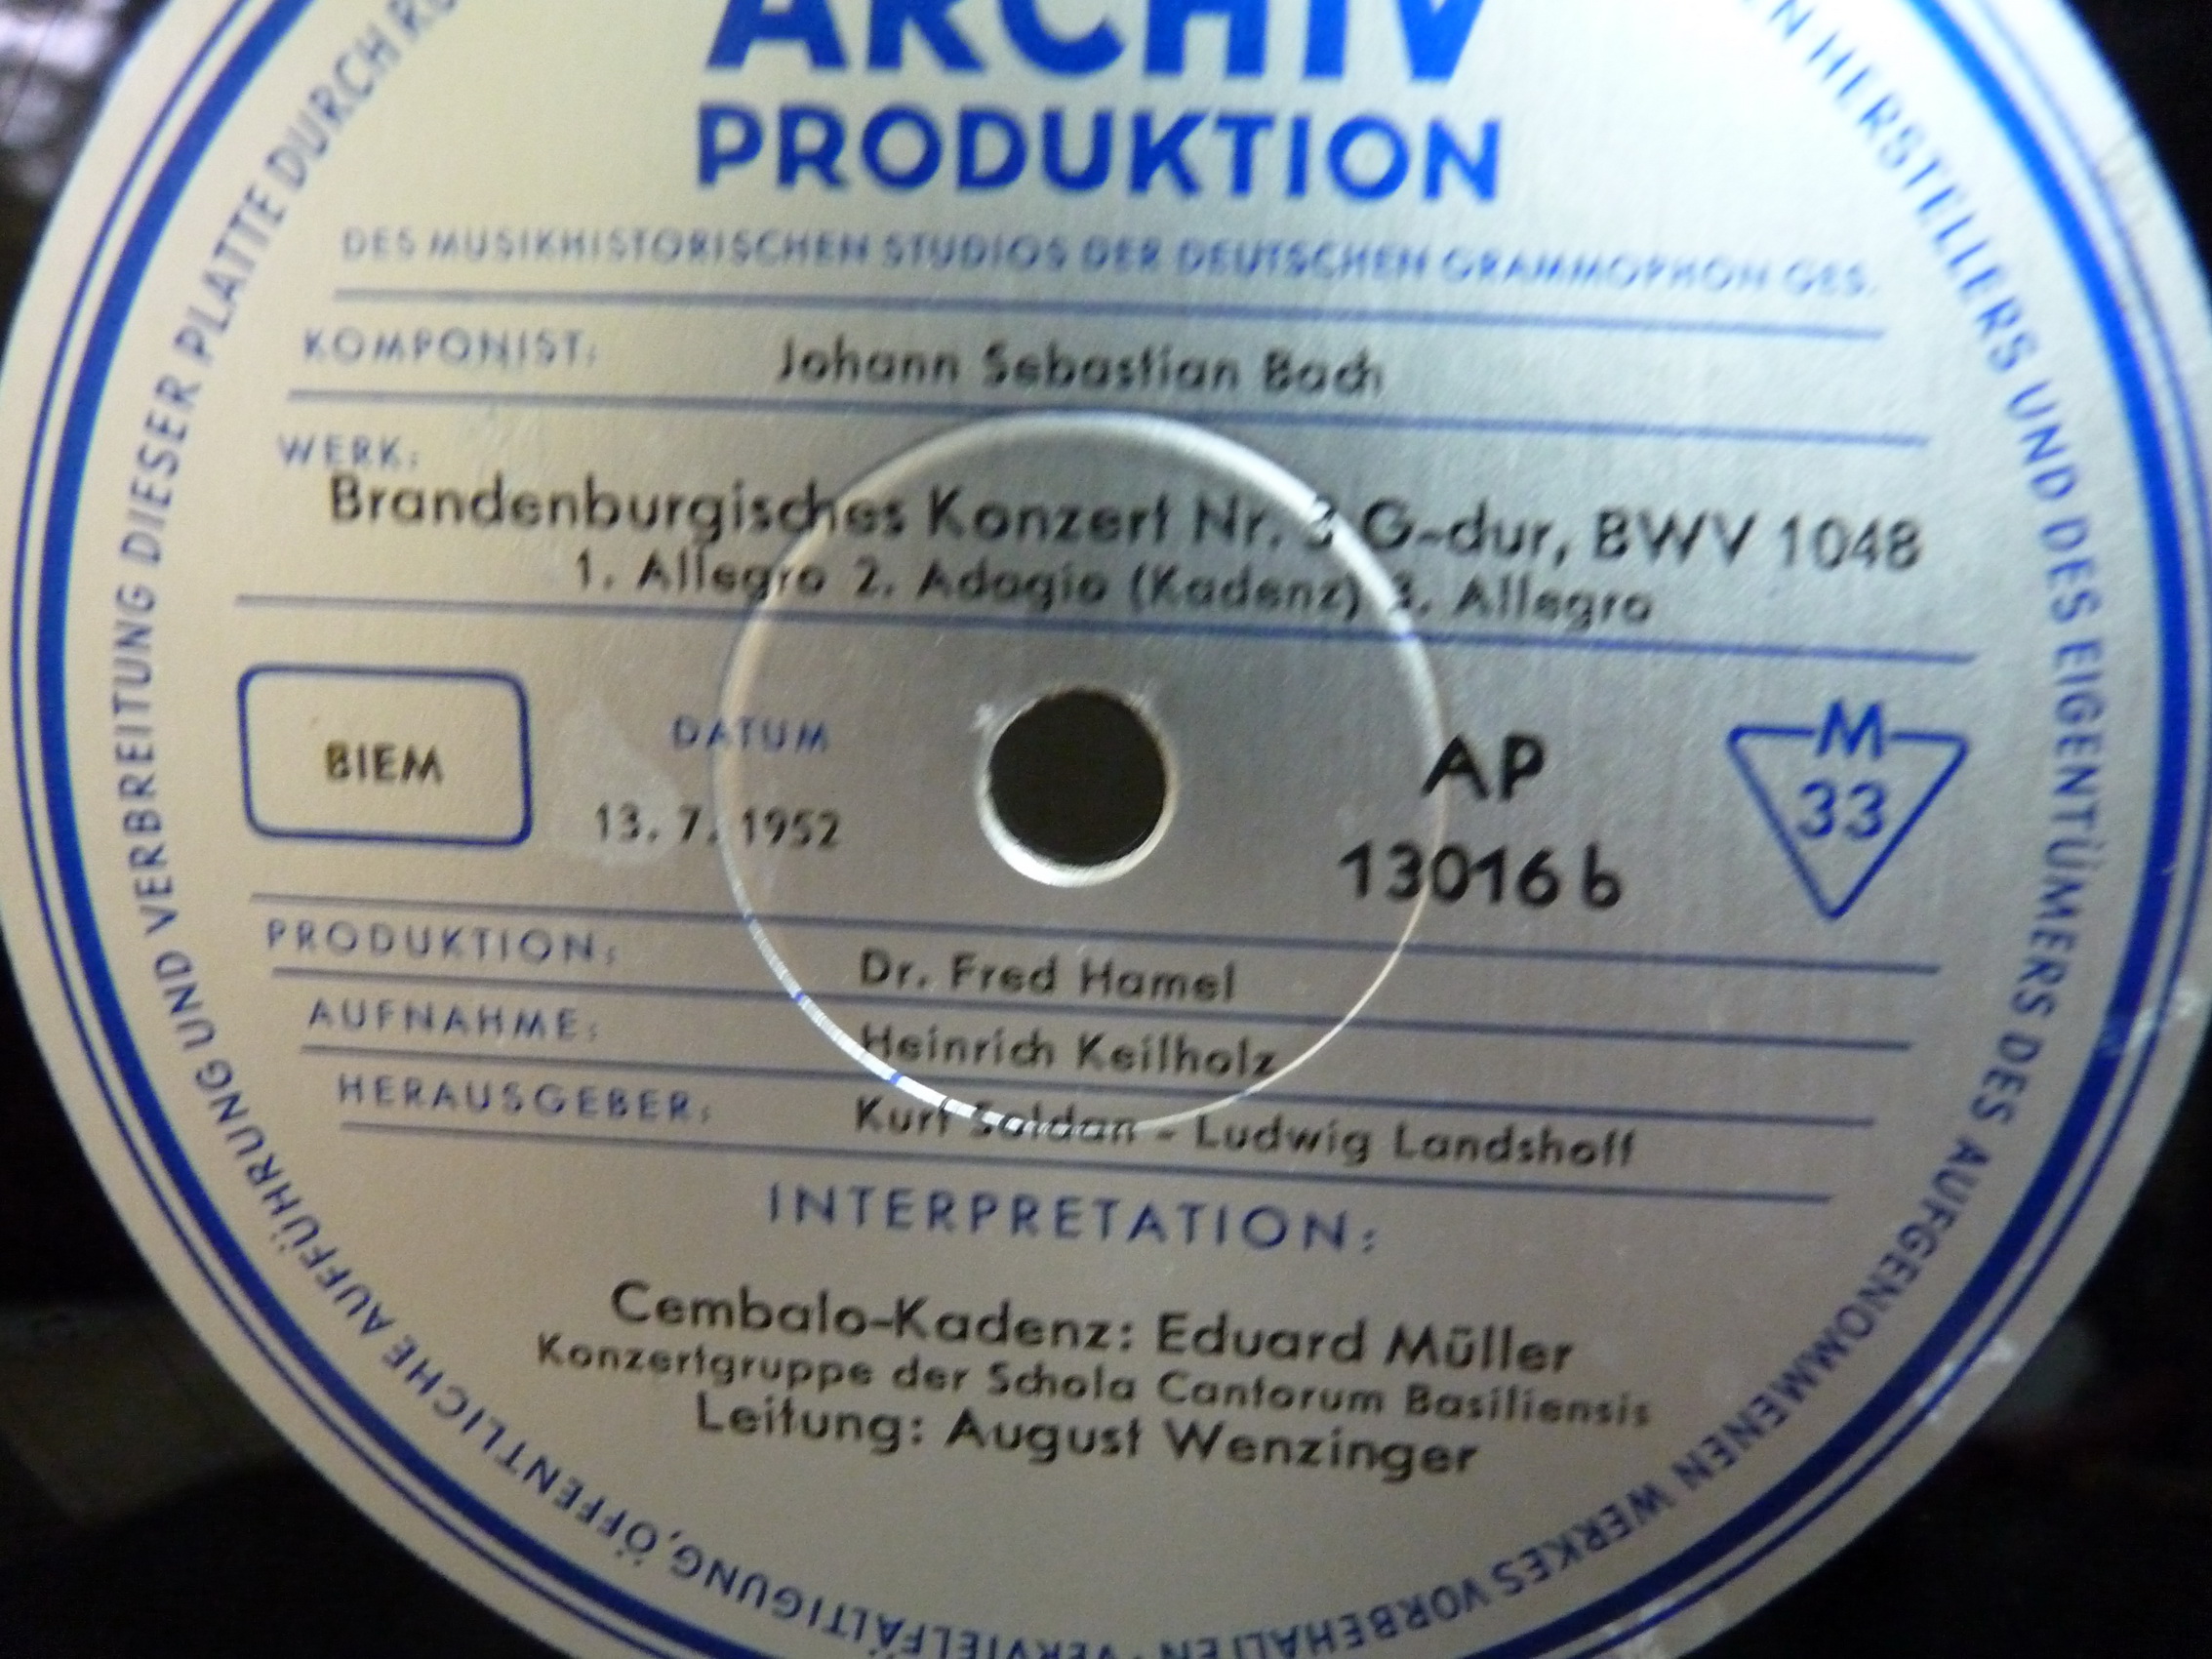 ARCHIV
PRODUKTION
DES MUSIKHISTORISCHEN STUDIOS DER DEUTSCHEN GRAMMOPHON GES.
KOMPONIST: Johann Sebastian Bach
WERK:
Brandenburgisches Konzert Nr. 3 G-dur, BWV 1048
1. Allegro 2. Adagio (Kadenz) 3. Allegro
BIEM
DATUM
13. 7. 1952
AP
13016 b
M
33
PRODUKTION: Dr. Fred Hamel
AUFNAHME: Heinrich Keilholz
HERAUSGEBER: Kurt Soldan - Ludwig Landshoff
INTERPRETATION:
Cembalo-Kadenz: Eduard Müller
Konzertgruppe der Schola Cantorum Basiliensis
Leitung: August Wenzinger
HERSTELLERS UND DES EIGENTÜMERS DES AUFGENOMMENEN WERKES VORBEHALTEN · VERVIELFÄLTIGUNG, ÖFFENTLICHE AUFFÜHRUNG UND VERBREITUNG DIESER PLATTE DURCH